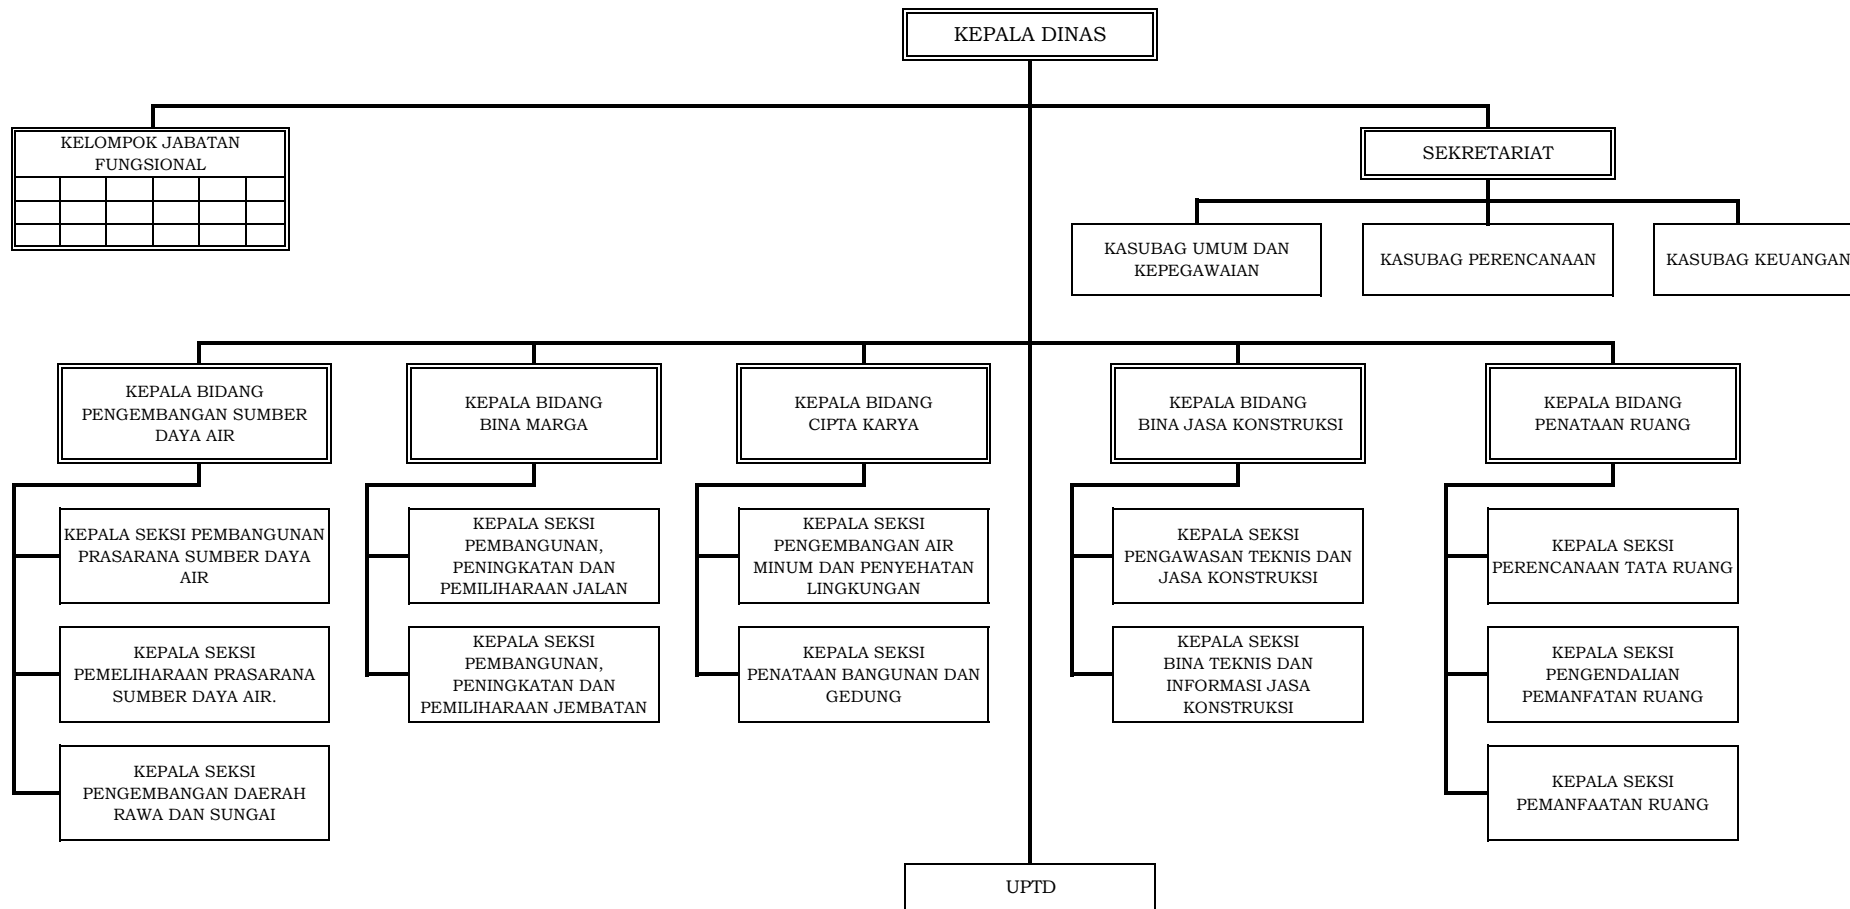 KEPALA DINAS
KELOMPOK JABATAN
FUNGSIONAL
SEKRETARIAT
KASUBAG UMUM DAN
KEPEGAWAIAN
KASUBAG PERENCANAAN
KASUBAG KEUANGAN
KEPALA BIDANG
PENGEMBANGAN SUMBER
DAYA AIR
KEPALA BIDANG
BINA MARGA
KEPALA BIDANG
CIPTA KARYA
KEPALA BIDANG
BINA JASA KONSTRUKSI
KEPALA BIDANG
PENATAAN RUANG
KEPALA SEKSI PEMBANGUNAN
PRASARANA SUMBER DAYA
AIR
KEPALA SEKSI
PEMBANGUNAN,
PENINGKATAN DAN
PEMILIHARAAN JALAN
KEPALA SEKSI
PENGEMBANGAN AIR
MINUM DAN PENYEHATAN
LINGKUNGAN
KEPALA SEKSI
PENGAWASAN TEKNIS DAN
JASA KONSTRUKSI
KEPALA SEKSI
PERENCANAAN TATA RUANG
KEPALA SEKSI
PEMELIHARAAN PRASARANA
SUMBER DAYA AIR.
KEPALA SEKSI
PEMBANGUNAN,
PENINGKATAN DAN
PEMILIHARAAN JEMBATAN
KEPALA SEKSI
PENATAAN BANGUNAN DAN
GEDUNG
KEPALA SEKSI
BINA TEKNIS DAN
INFORMASI JASA
KONSTRUKSI
KEPALA SEKSI
PENGENDALIAN
PEMANFATAN RUANG
KEPALA SEKSI
PENGEMBANGAN DAERAH
RAWA DAN SUNGAI
KEPALA SEKSI
PEMANFAATAN RUANG
UPTD